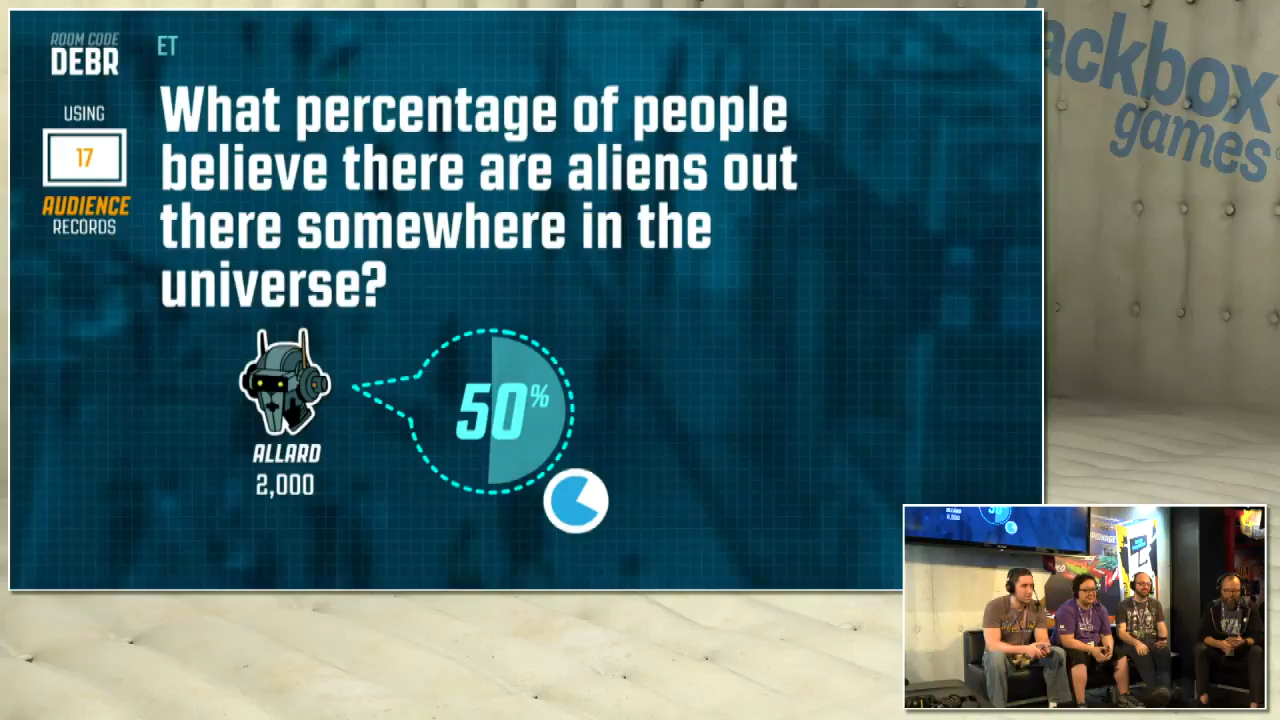 ROOM CODE
DEBR
ET
What percentage of people
believe there are aliens out
there somewhere in the
universe?
USING
17
AUDIENCE
RECORDS
50%
ALLARD
2,000
games